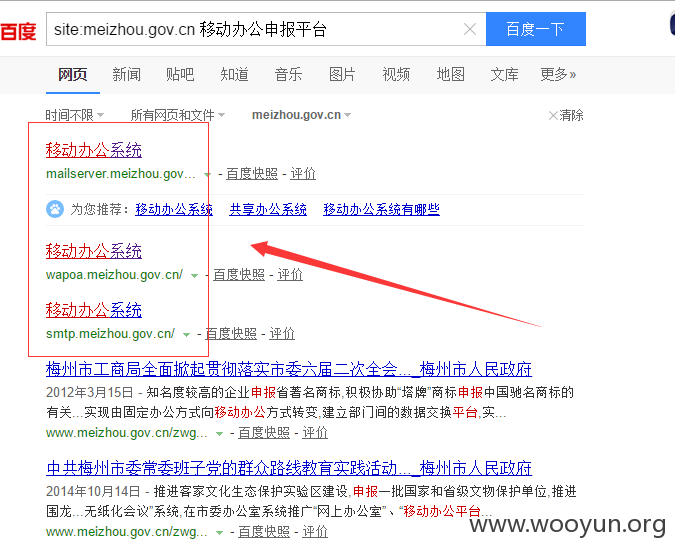 百度
site:meizhou.gov.cn 移动办公申报平台
百度一下
网页 新闻 贴吧 知道 音乐 图片 视频 地图 文库 更多»
时间不限 所有网页和文件 meizhou.gov.cn 清除
移动办公系统
mailserver.meizhou.gov... - 百度快照 - 评价
为您推荐： 移动办公系统 共享办公系统 移动办公系统有哪些
移动办公系统
wapoa.meizhou.gov.cn/ - 百度快照 - 评价
移动办公系统
smtp.meizhou.gov.cn/ - 百度快照 - 评价
梅州市工商局全面掀起贯彻落实市委六届二次全会..._梅州市人民政府
2012年3月15日 - 知名度较高的企业申报省著名商标,积极协助“塔牌”商标申报中国驰名商标的
有关...实现由固定办公方式向移动办公方式转变,建立部门间的数据交换平台,实...
www.meizhou.gov.cn/zwg... - 百度快照 - 评价
中共梅州市委常委班子党的群众路线教育实践活动..._梅州市人民政府
2014年10月14日 - 推进客家文化生态保护实验区建设,申报一批国家和省级文物保护单位,推进
围龙...无纸化会议”系统,在市委办公室系统推广“网上办公室”、“移动办公平台...
www.meizhou.gov.cn/zwg... - 百度快照 - 评价
www.wooyun.org